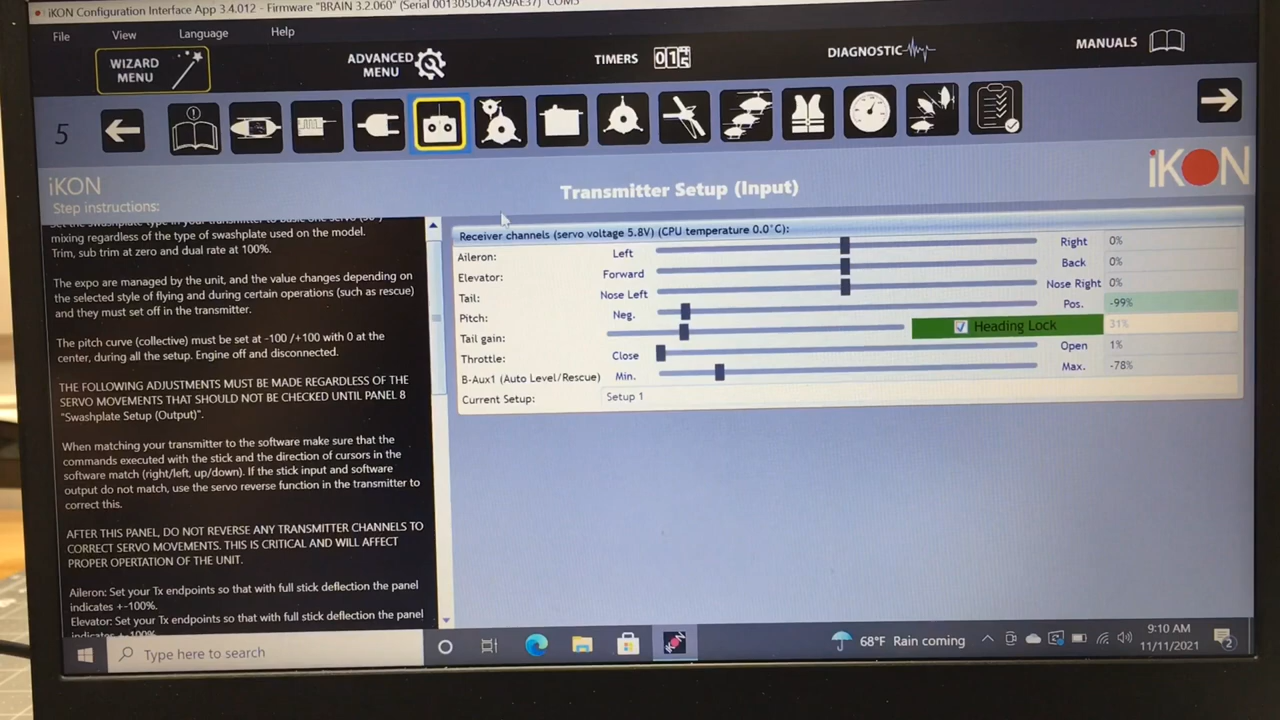 iKON Configuration Interface App 3.4.012 - Firmware "BRAIN 3.2.060" (Serial 001305D647A9AE37) COM5
File View Language Help
WIZARD
MENU
ADVANCED
MENU
TIMERS
DIAGNOSTIC
MANUALS
5
iKON
Step instructions:
Transmitter Setup (Input)
iKON
mixing regardless of the type of swashplate used on the model.
Trim, sub trim at zero and dual rate at 100%.
The expo are managed by the unit, and the value changes depending on
the selected style of flying and during certain operations (such as rescue)
and they must set off in the transmitter.
The pitch curve (collective) must be set at -100 /+100 with 0 at the
center, during all the setup. Engine off and disconnected.
THE FOLLOWING ADJUSTMENTS MUST BE MADE REGARDLESS OF THE
SERVO MOVEMENTS THAT SHOULD NOT BE CHECKED UNTIL PANEL 8
"Swashplate Setup (Output)".
When matching your transmitter to the software make sure that the
commands executed with the stick and the direction of cursors in the
software match (right/left, up/down). If the stick input and software
output do not match, use the servo reverse function in the transmitter to
correct this.
AFTER THIS PANEL, DO NOT REVERSE ANY TRANSMITTER CHANNELS TO
CORRECT SERVO MOVEMENTS. THIS IS CRITICAL AND WILL AFFECT
PROPER OPERTATION OF THE UNIT.
Aileron: Set your Tx endpoints so that with full stick deflection the panel
indicates +-100%.
Elevator: Set your Tx endpoints so that with full stick deflection the panel
indicates +-100%
Receiver channels (servo voltage 5.8V) (CPU temperature 0.0°C):
Aileron: Left Right 0%
Elevator: Forward Back 0%
Tail: Nose Left Nose Right 0%
Pitch: Neg. Pos. -99%
Tail gain: Heading Lock 31%
Throttle: Close Open 1%
B-Aux1 (Auto Level/Rescue) Min. Max. -78%
Current Setup: Setup 1
Type here to search
68°F Rain coming
9:10 AM
11/11/2021
2